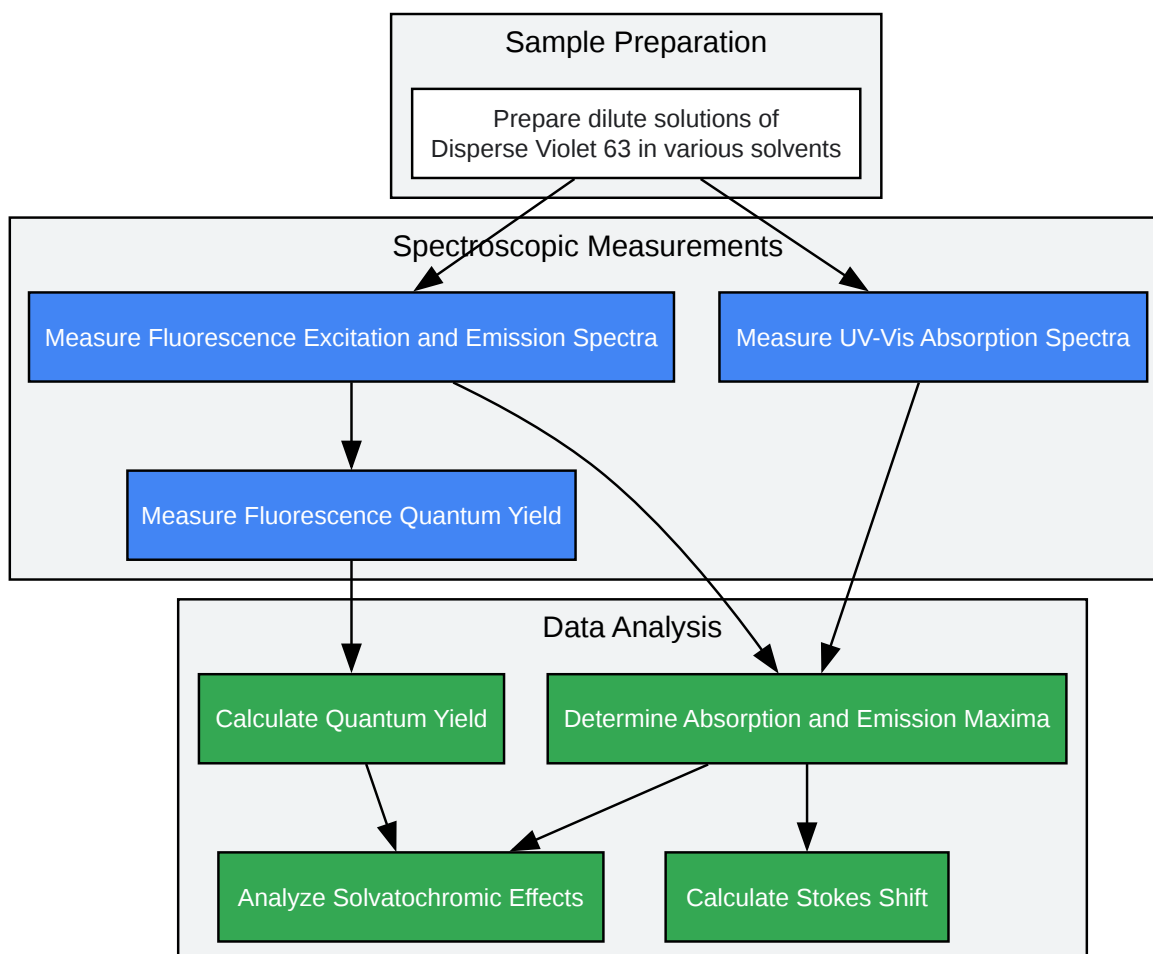 Sample Preparation
Prepare dilute solutions of
Disperse Violet 63 in various solvents
Spectroscopic Measurements
Measure Fluorescence Excitation and Emission Spectra
Measure UV-Vis Absorption Spectra
Measure Fluorescence Quantum Yield
Data Analysis
Calculate Quantum Yield
Determine Absorption and Emission Maxima
Analyze Solvatochromic Effects
Calculate Stokes Shift